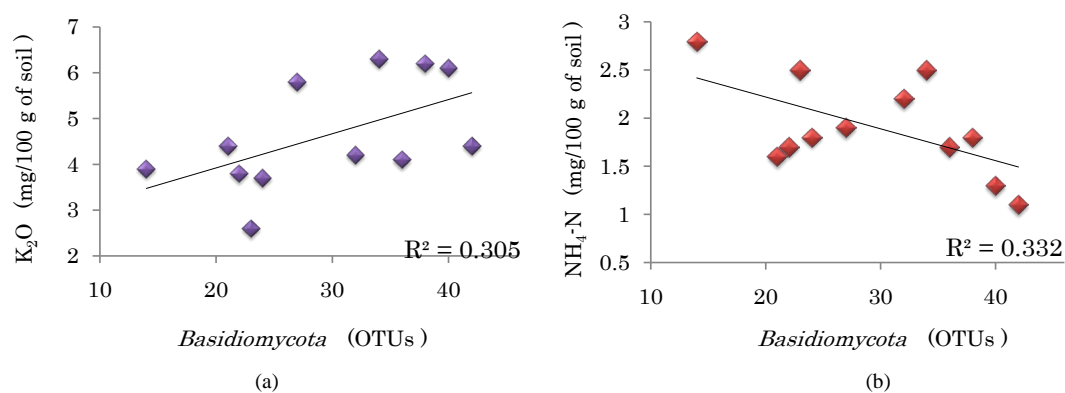 7
6
5
4
3
2
K₂O (mg/100 g of soil)
R² = 0.305
10 20 30 40
Basidiomycota (OTUs )
(a)
3
2.5
2
1.5
1
0.5
NH₄-N (mg/100 g of soil)
R² = 0.332
10 20 30 40
Basidiomycota (OTUs )
(b)